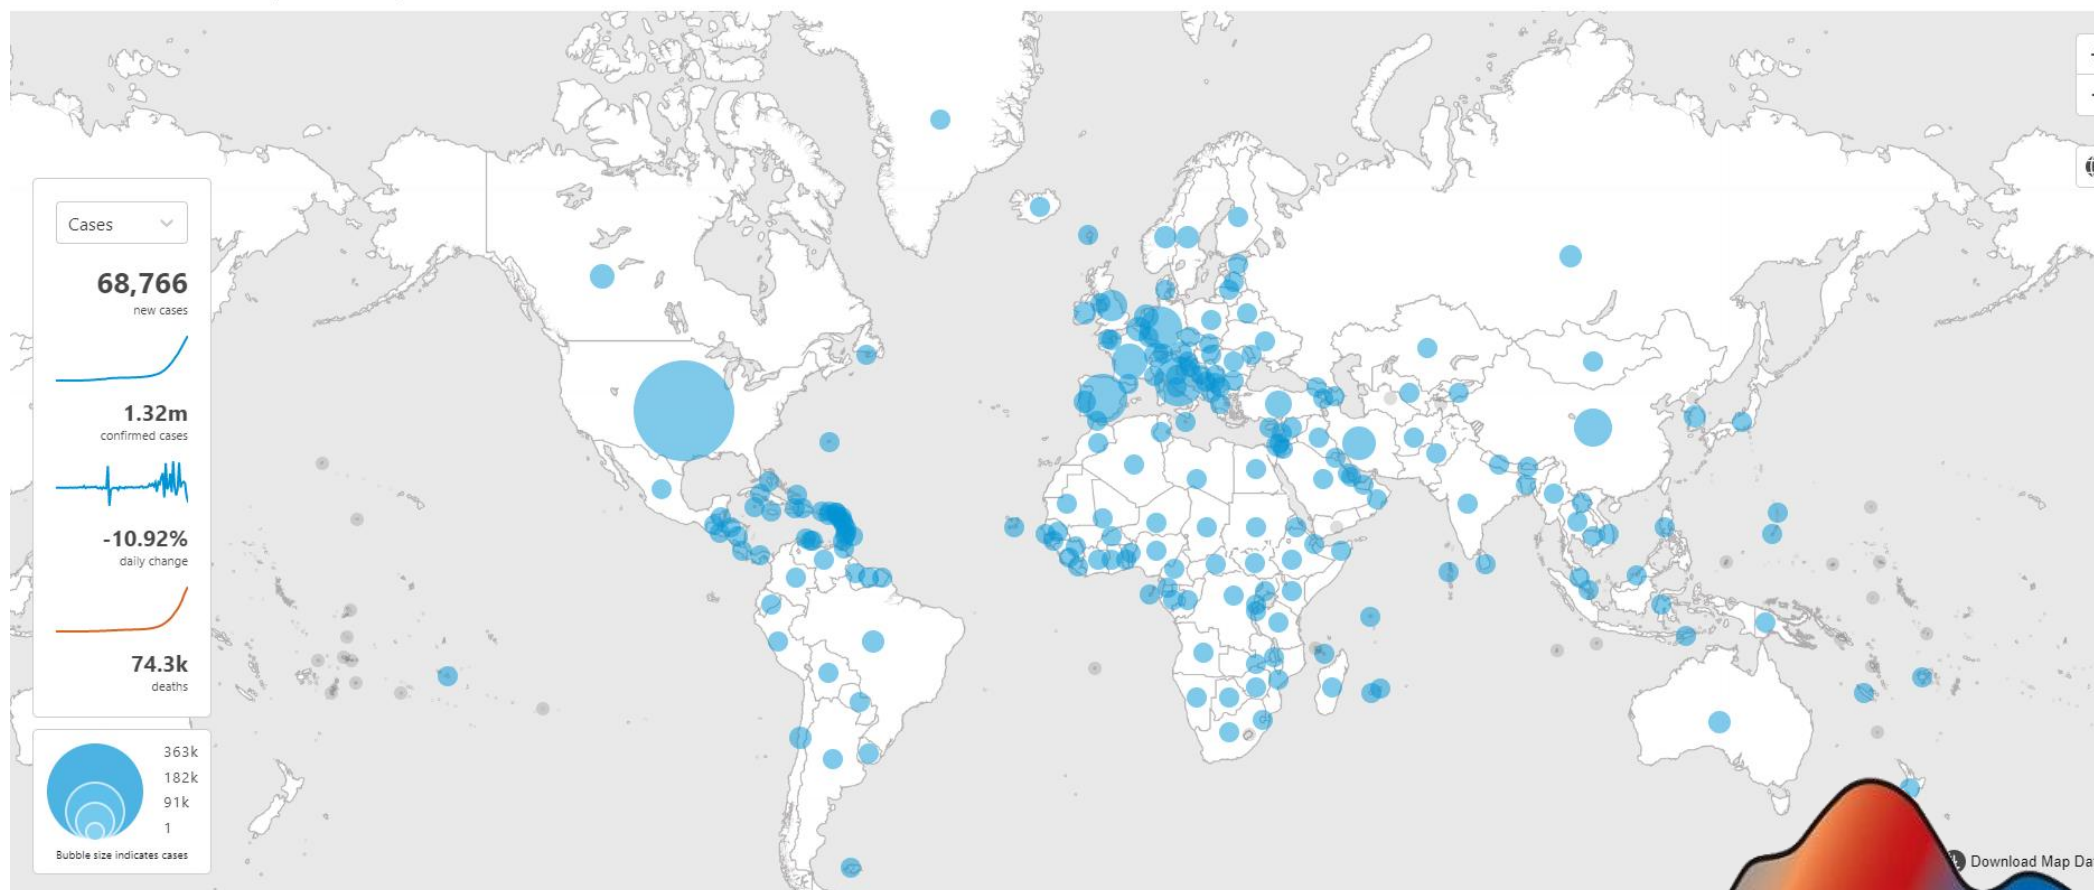 Cases
68,766
new cases
1.32m
confirmed cases
-10.92%
daily change
74.3k
deaths
363k
182k
91k
1
Bubble size indicates cases
Download Map Da